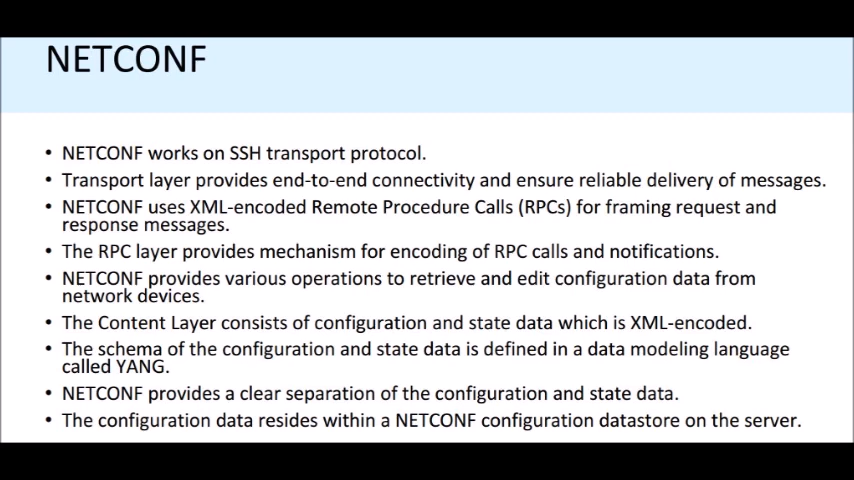 NETCONF
• NETCONF works on SSH transport protocol.
• Transport layer provides end-to-end connectivity and ensure reliable delivery of messages.
• NETCONF uses XML-encoded Remote Procedure Calls (RPCs) for framing request and
response messages.
• The RPC layer provides mechanism for encoding of RPC calls and notifications.
• NETCONF provides various operations to retrieve and edit configuration data from
network devices.
• The Content Layer consists of configuration and state data which is XML-encoded.
• The schema of the configuration and state data is defined in a data modeling language
called YANG.
• NETCONF provides a clear separation of the configuration and state data.
• The configuration data resides within a NETCONF configuration datastore on the server.